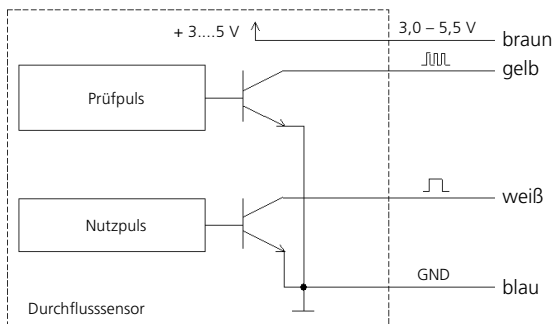 + 3....5 V
3,0 – 5,5 V
braun
gelb
Prüfpuls
weiß
Nutzpuls
GND
blau
Durchflusssensor